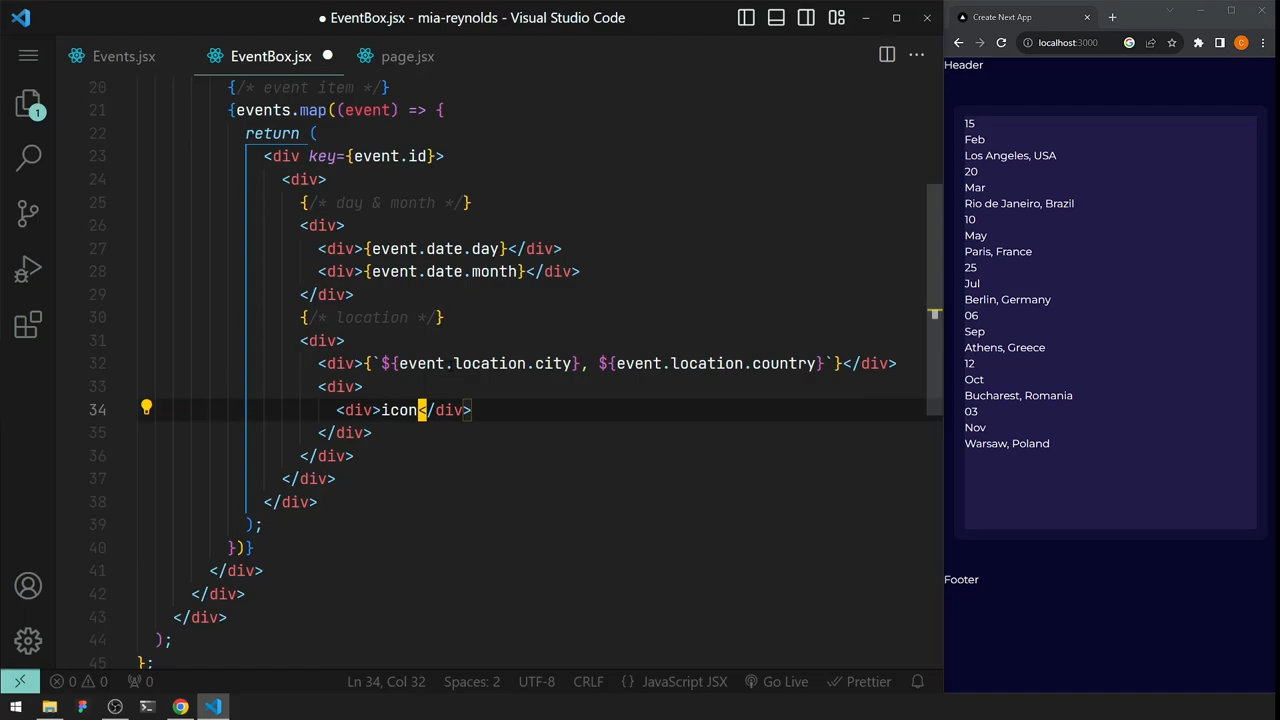 ● EventBox.jsx - mia-reynolds - Visual Studio Code
Events.jsx
EventBox.jsx ●
page.jsx
20 {/* event item */}
21 {events.map((event) => {
22 return (
23 <div key={event.id}>
24 <div>
25 {/* day & month */}
26 <div>
27 <div>{event.date.day}</div>
28 <div>{event.date.month}</div>
29 </div>
30 {/* location */}
31 <div>
32 <div>{`${event.location.city}, ${event.location.country}`}</div>
33 <div>
34 <div>icon</div>
35 </div>
36 </div>
37 </div>
38 </div>
39 );
40 })}
41 </div>
42 </div>
43 </div>
44 );
45 };
1
0 0 0
Ln 34, Col 32
Spaces: 2
UTF-8
CRLF
{} JavaScript JSX
Go Live
Prettier
Create Next App
localhost:3000
C
Header
15
Feb
Los Angeles, USA
20
Mar
Rio de Janeiro, Brazil
10
May
Paris, France
25
Jul
Berlin, Germany
06
Sep
Athens, Greece
12
Oct
Bucharest, Romania
03
Nov
Warsaw, Poland
Footer